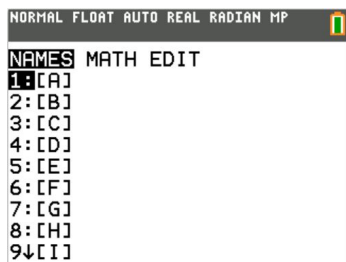 NORMAL FLOAT AUTO REAL RADIAN MP
NAMES MATH EDIT
1:[A]
2:[B]
3:[C]
4:[D]
5:[E]
6:[F]
7:[G]
8:[H]
9↓[I]